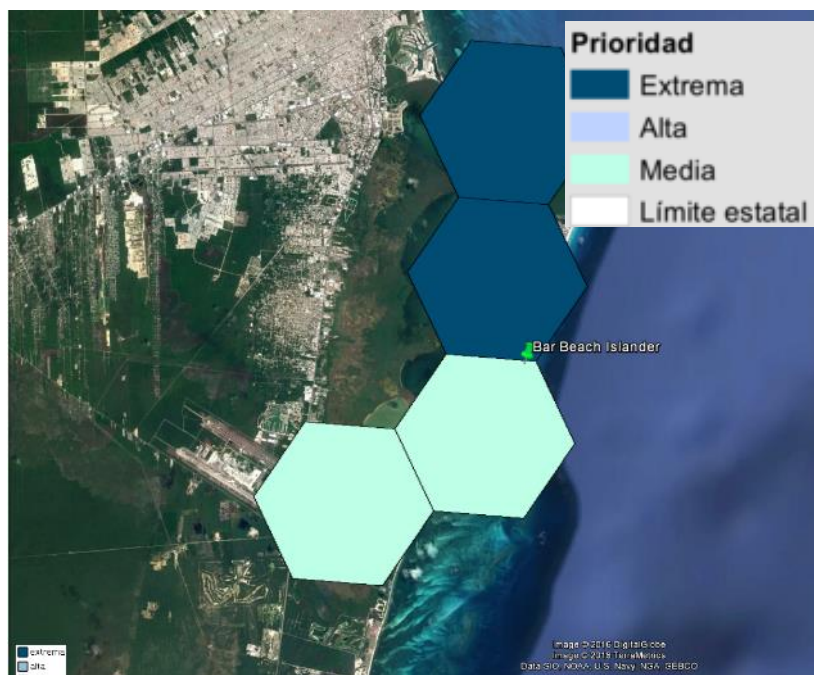 Prioridad
Extrema
Alta
Media
Límite estatal
Bar Beach Islander
extrema
alta
Image © 2016 DigitalGlobe
Image © 2016 TerraMetrics
Data SIO, NOAA, U.S. Navy, NGA, GEBCO